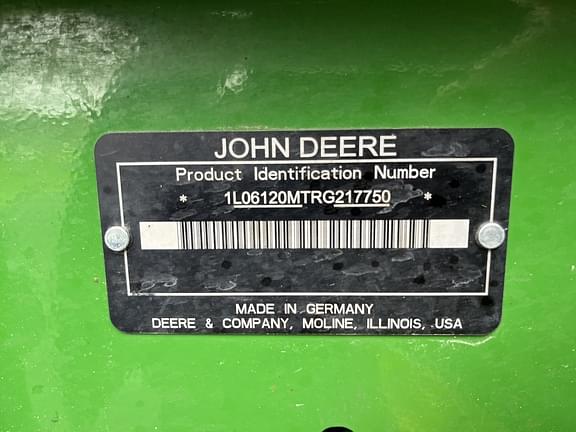 JOHN DEERE
Product Identification Number
* 1L06120MTRG217750 *
MADE IN GERMANY
DEERE & COMPANY, MOLINE, ILLINOIS, USA